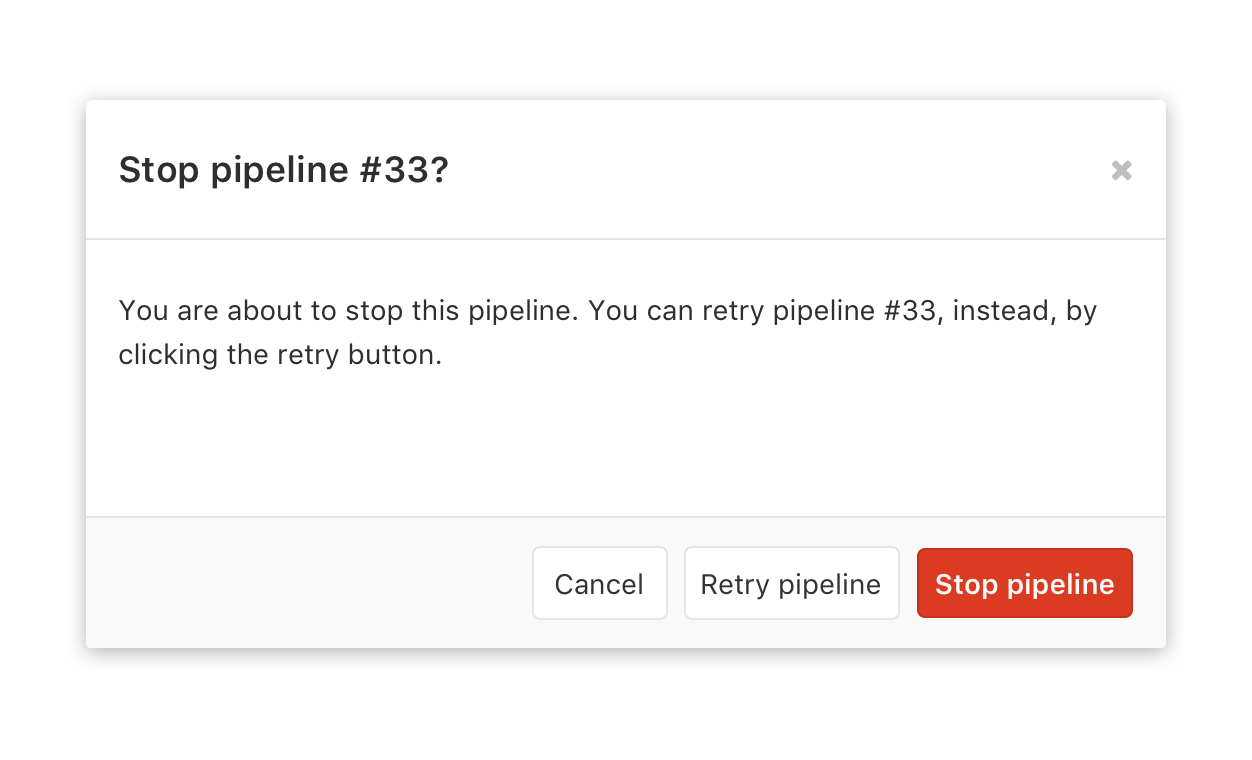 Stop pipeline #33?
You are about to stop this pipeline. You can retry pipeline #33, instead, by
clicking the retry button.
Cancel
Retry pipeline
Stop pipeline